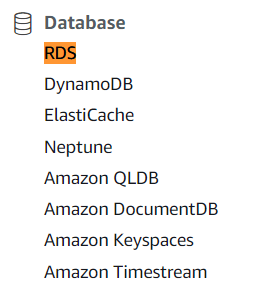 Database
RDS
DynamoDB
ElastiCache
Neptune
Amazon QLDB
Amazon DocumentDB
Amazon Keyspaces
Amazon Timestream